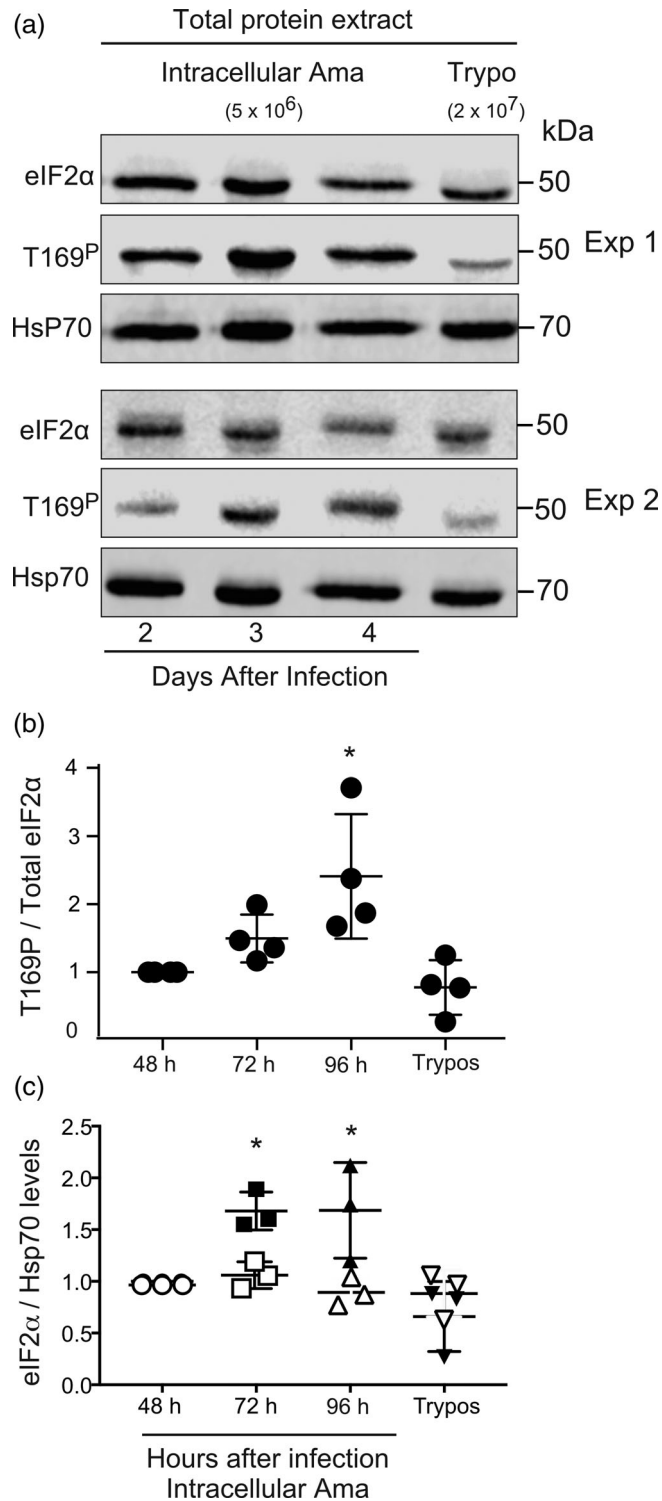 (a)
Total protein extract
Intracellular Ama Trypo
(5 x 10⁶) (2 x 10⁷)
kDa
eIF2α 50
T169ᴾ 50 Exp 1
HsP70 70
eIF2α 50
T169ᴾ 50 Exp 2
Hsp70 70
2 3 4
Days After Infection
(b)
*
T169P / Total eIF2α
4
3
2
1
0
48 h 72 h 96 h Trypos
(c)
* *
eIF2α / Hsp70 levels
2.5
2.0
1.5
1.0
0.5
0.0
48 h 72 h 96 h Trypos
Hours after infection
Intracellular Ama